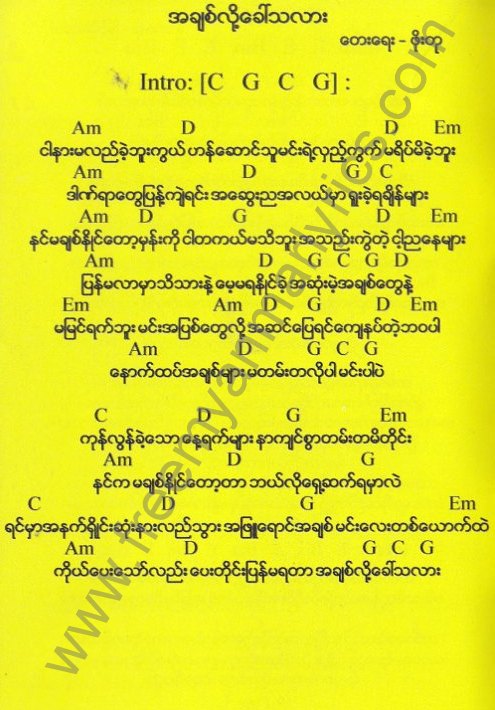 အချစ်လို့ခေါ်သလား
တေးရေး - ဖိုးတု
Intro: [C G C G] :
Am D D Em
ငါနားမလည်ခဲ့ဘူးကွယ် ဟန်ဆောင်သူမင်းရဲ့လှည့်ကွက် မရိပ်မိခဲ့ဘူး
Am D G C
ဒါဏ်ရာတွေပြန့်ကျဲရင်း အဆွေးညအလယ်မှာ ရူးခဲ့ရချိန်များ
Am D G D Em
နင်မချစ်နိုင်တော့မှန်းကို ငါတကယ်မသိဘူး အသည်းကွဲတဲ့ ငါ့ညနေများ
Am D G C G D
ပြန်မလာမှာသိသားနဲ့ မေ့မရနိုင်ခဲ့ အဆုံးမဲ့အချစ်တွေနဲ့
Em Am D G D Em
မမြင်ရက်ဘူး မင်းအပြစ်တွေလို့ အဆင်ပြေရင်ကျေနပ်တဲ့ဘဝပါ
Am D G C G
နောက်ထပ်အချစ်များ မတမ်းတလိုပါ မင်းပါပဲ
C D G Em
ကုန်လွန်ခဲ့သော နေ့ရက်များ နာကျင်စွာတမ်းတမိတိုင်း
Am D G
နင်က မချစ်နိုင်တော့တာ ဘယ်လိုရှေ့ဆက်ရမှာလဲ
C D G Em
ရင်မှာအနက်ရှိုင်းဆုံးနားလည်သွား အဖြူရောင်အချစ် မင်းလေးတစ်ယောက်ထဲ
Am D G C G
ကိုယ်ပေးသော်လည်း ပေးတိုင်းပြန်မရတာ အချစ်လို့ခေါ်သလား
www.freemyanmarlyrics.com